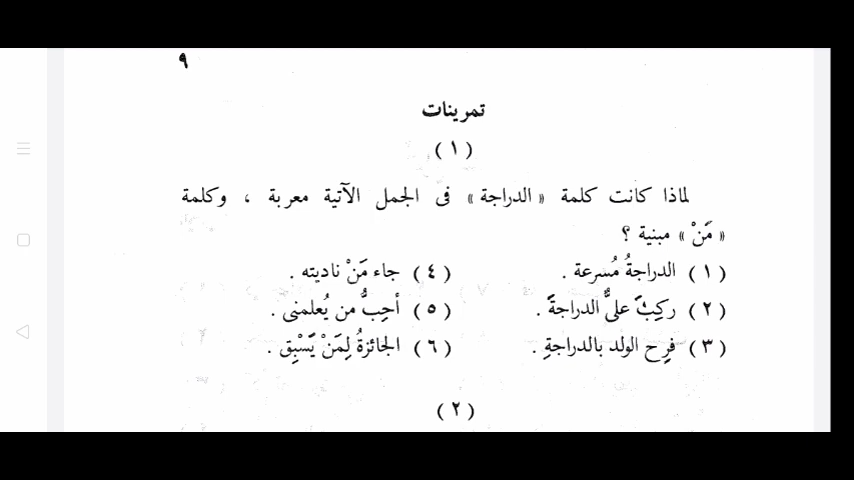 ٩
تمرينات
( ١ )
لماذا كانت كلمة « الدراجة » فى الجمل الآتية معربة ، وكلمة
« مَنْ » مبنية ؟
( ١ ) الدراجةُ مُسرعة . ( ٤ ) جاء مَنْ ناديته .
( ٢ ) ركِبَ علىٌّ الدراجةَ . ( ٥ ) أحِبُّ من يُعلمنى .
( ٣ ) فرِح الولد بالدراجةِ . ( ٦ ) الجائزةُ لِمَنْ يَسْبِق .
( ٢ )